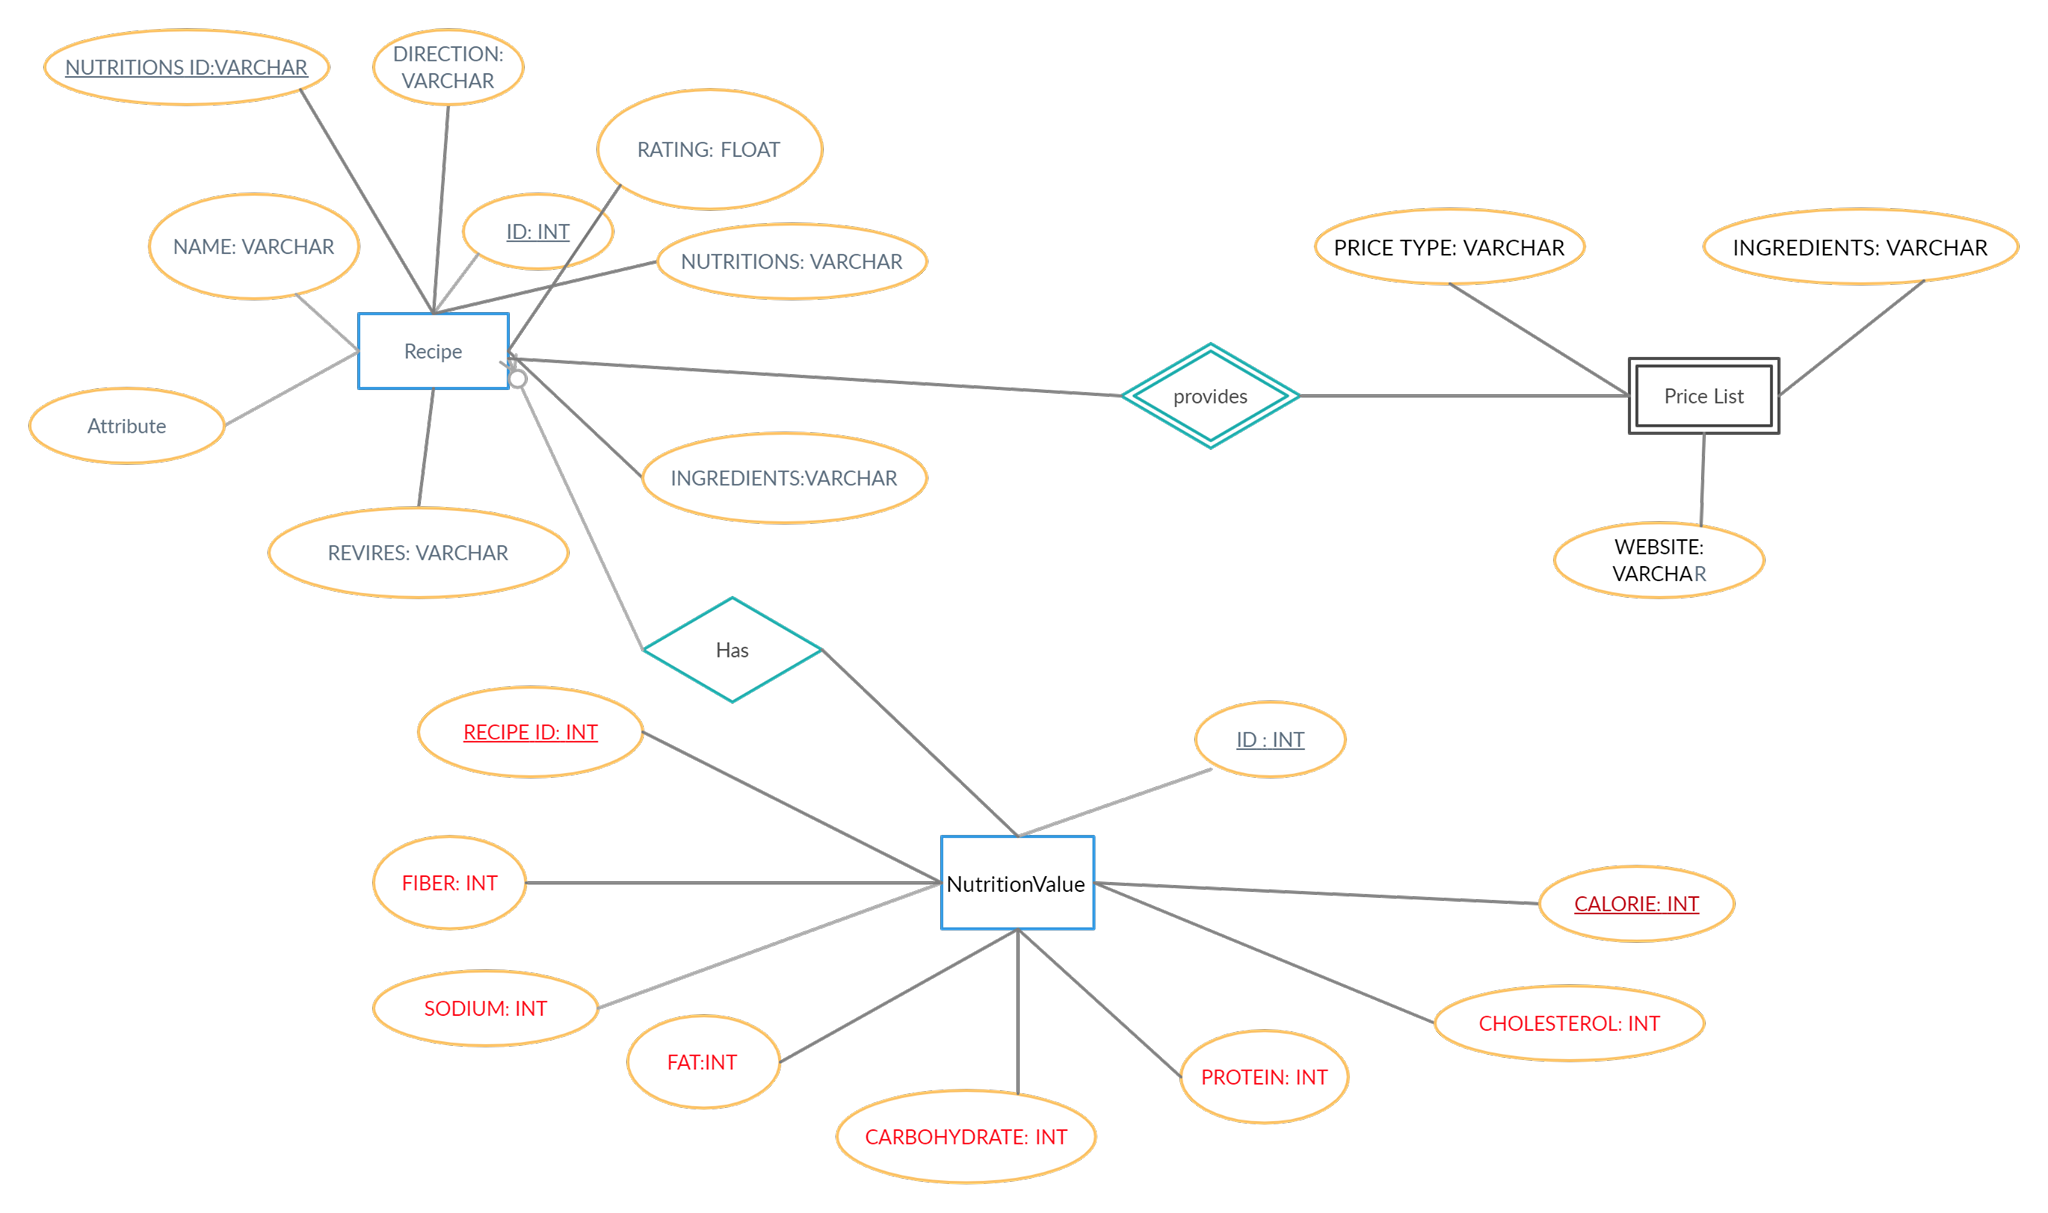 NUTRITIONS ID:VARCHAR
DIRECTION:
VARCHAR
RATING: FLOAT
NAME: VARCHAR
ID: INT
NUTRITIONS: VARCHAR
PRICE TYPE: VARCHAR
INGREDIENTS: VARCHAR
Recipe
provides
Price List
Attribute
INGREDIENTS:VARCHAR
REVIRES: VARCHAR
WEBSITE:
VARCHAR
Has
RECIPE ID: INT
ID : INT
FIBER: INT
NutritionValue
CALORIE: INT
SODIUM: INT
CHOLESTEROL: INT
FAT:INT
PROTEIN: INT
CARBOHYDRATE: INT